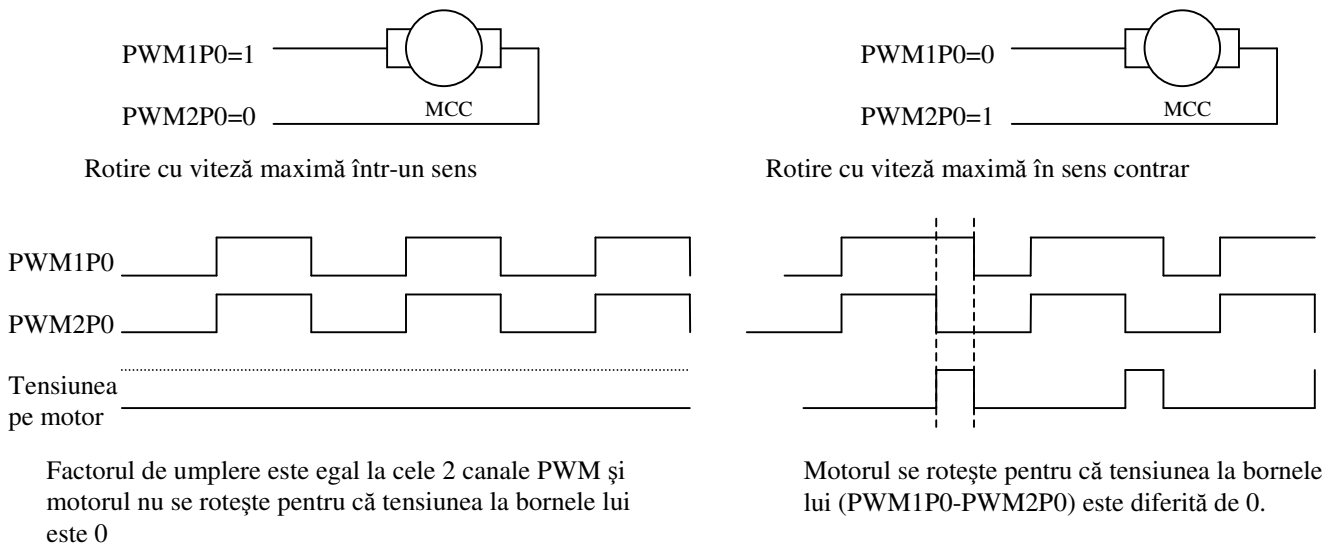 PWM1P0=1
PWM2P0=0
MCC
Rotire cu viteză maximă într-un sens
PWM1P0=0
PWM2P0=1
MCC
Rotire cu viteză maximă în sens contrar
PWM1P0
PWM2P0
Tensiunea
pe motor
Factorul de umplere este egal la cele 2 canale PWM şi
motorul nu se roteşte pentru că tensiunea la bornele lui
este 0
Motorul se roteşte pentru că tensiunea la bornele
lui (PWM1P0-PWM2P0) este diferită de 0.